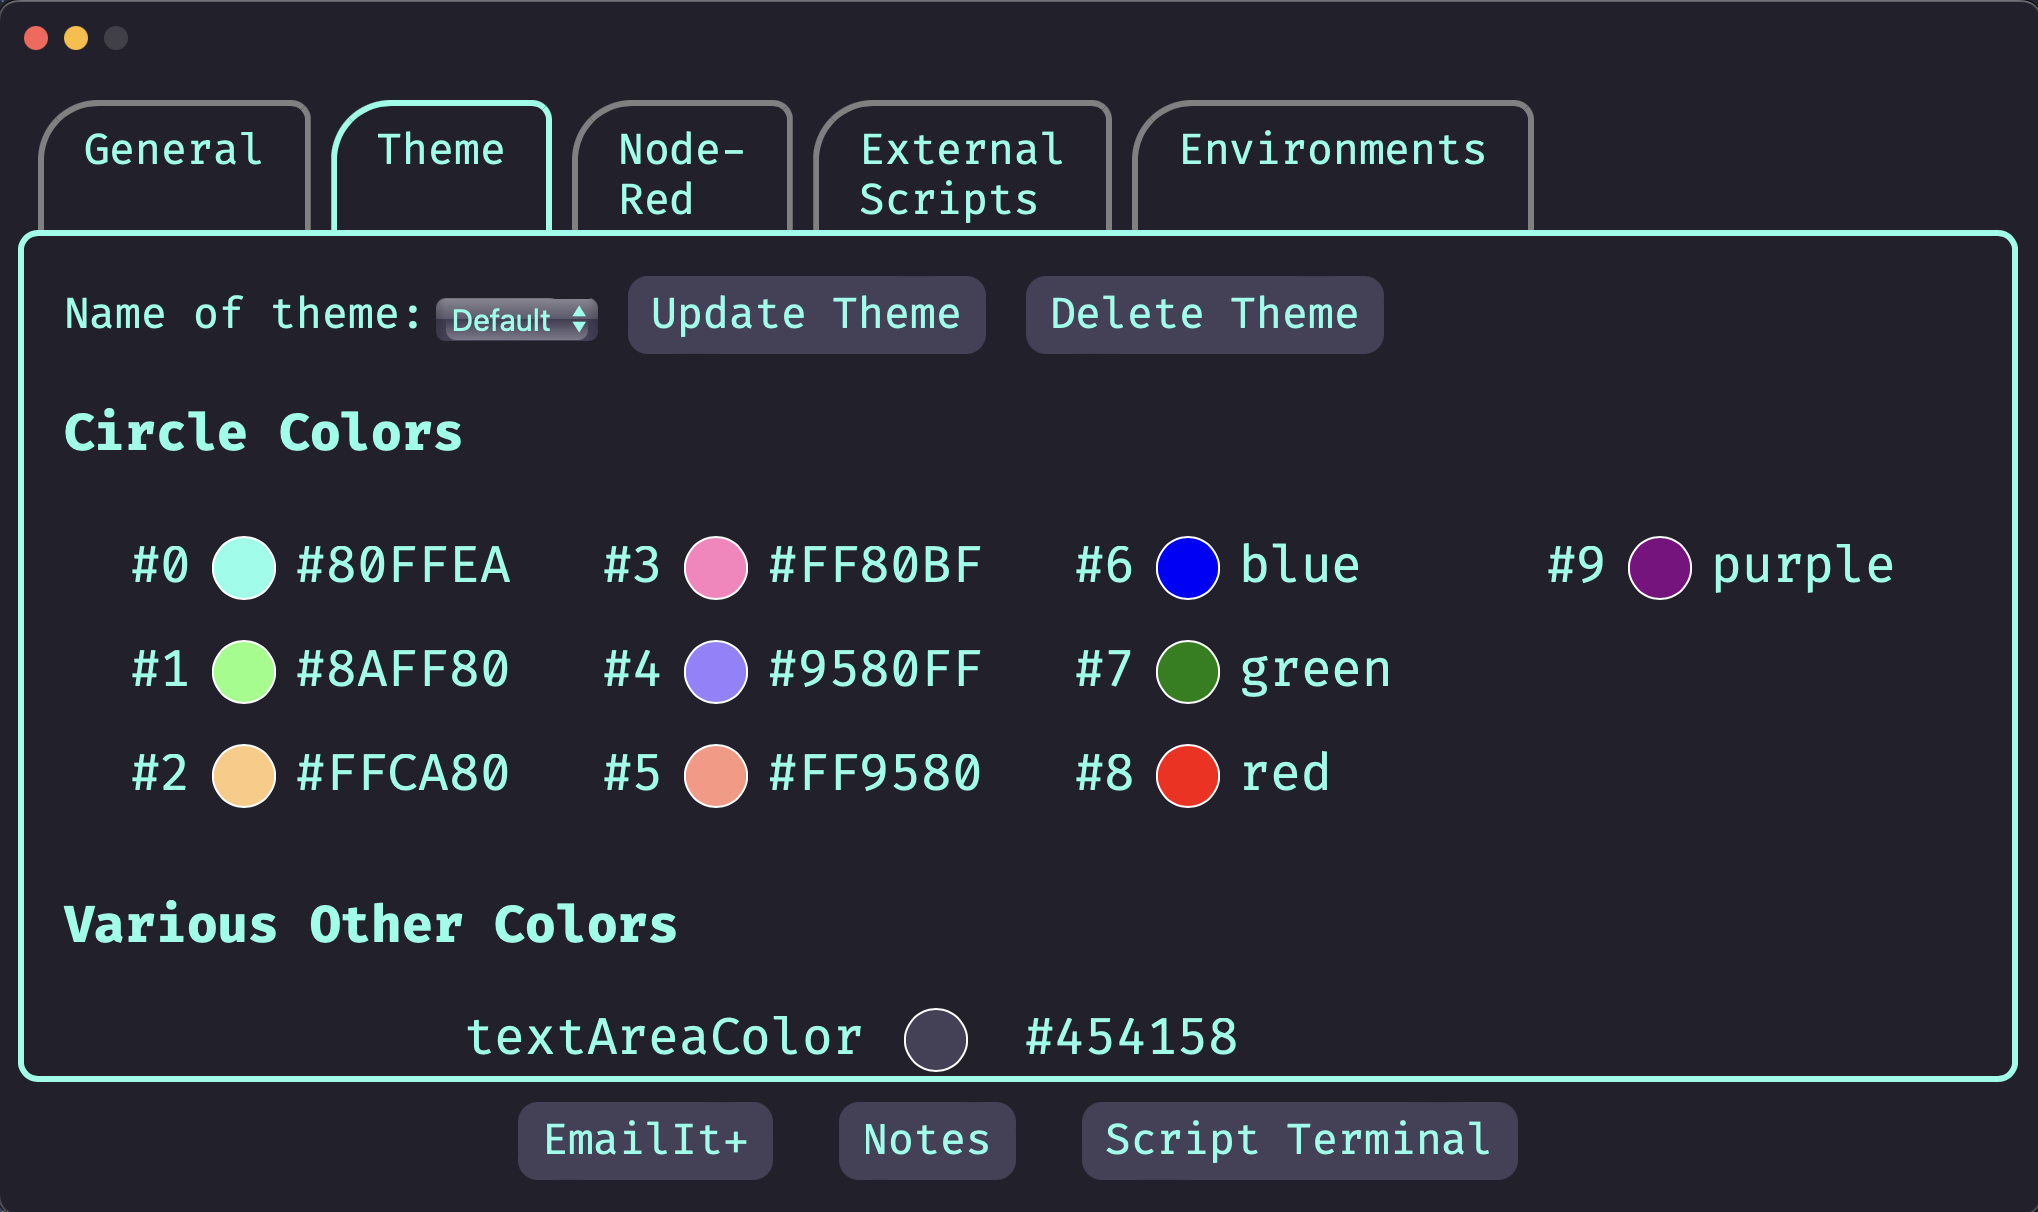 General
Theme
Node-
Red
External
Scripts
Environments
Name of theme: Default Update Theme Delete Theme
Circle Colors
#0 #80FFEA #3 #FF80BF #6 blue #9 purple
#1 #8AFF80 #4 #9580FF #7 green
#2 #FFCA80 #5 #FF9580 #8 red
Various Other Colors
textAreaColor #454158
EmailIt+ Notes Script Terminal